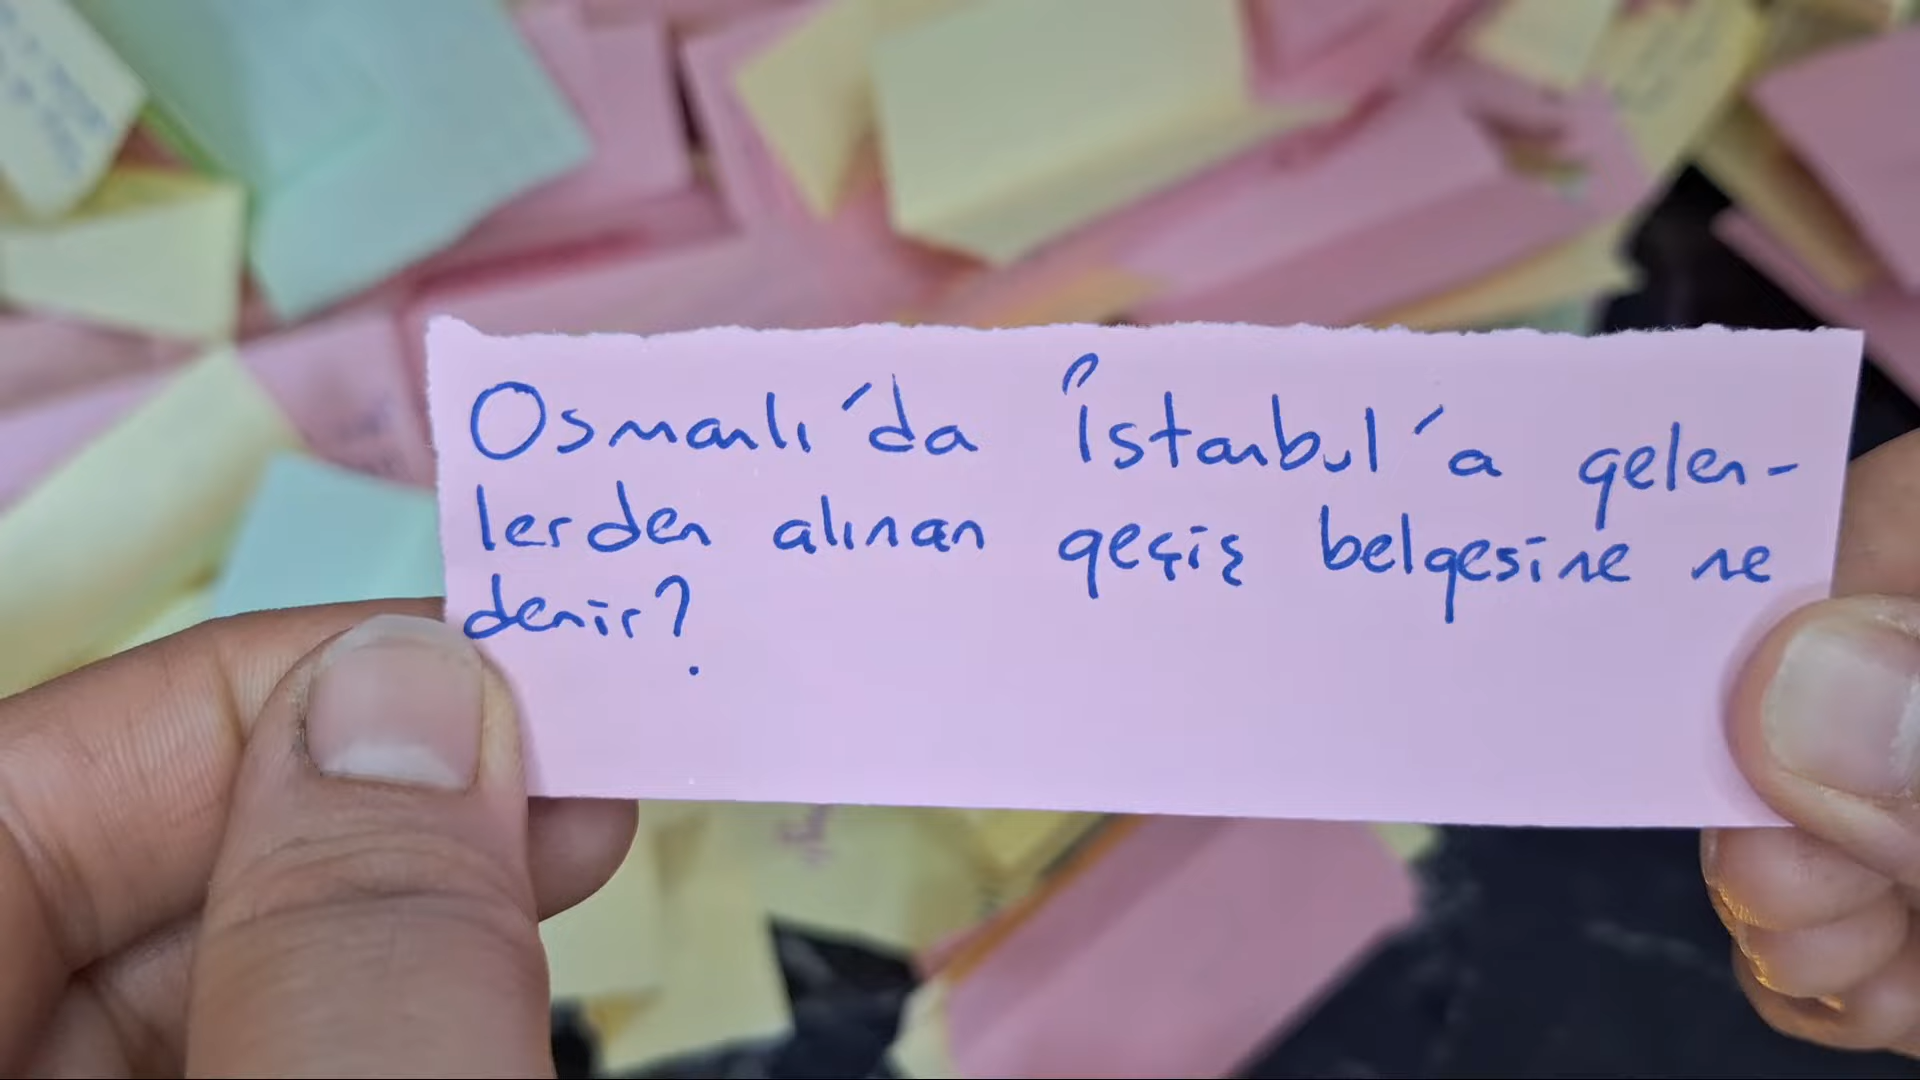 Osmanlı'da İstanbul'a gelen-
lerden alınan geçiş belgesine ne
denir?